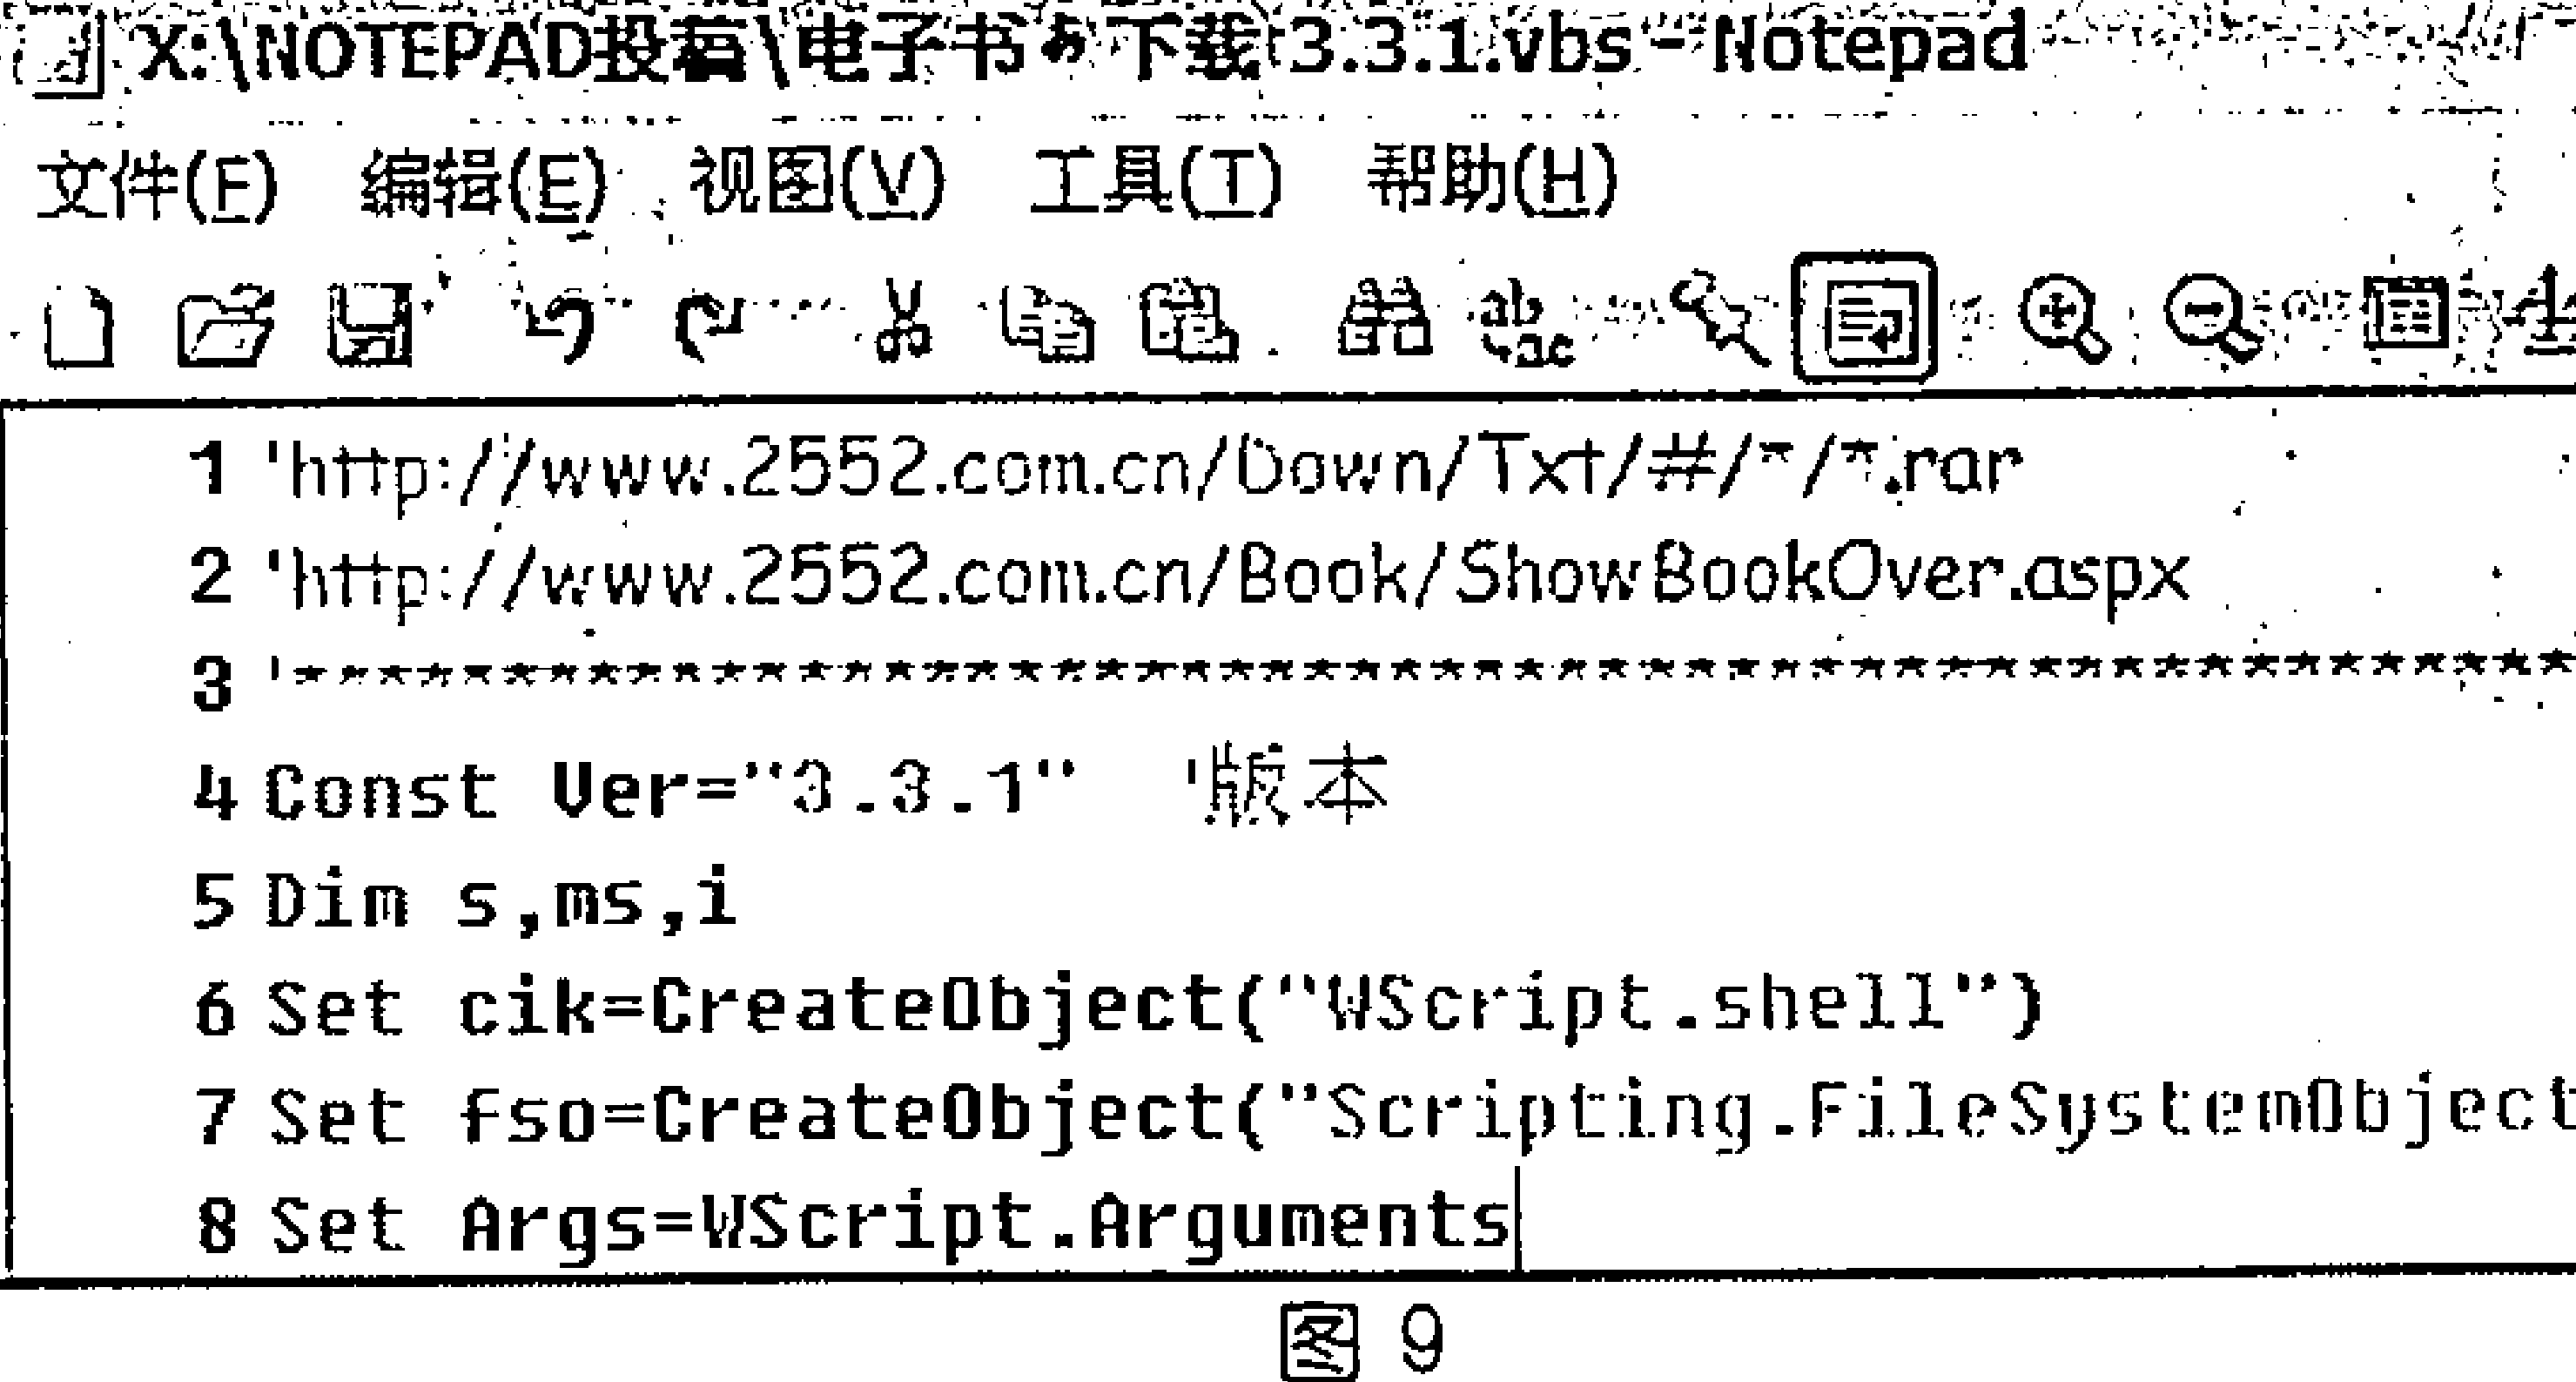 X:\NOTEPAD投稿\电子书 下载 3.3.1.vbs - Notepad
文件(F) 编辑(E) 视图(V) 工具(T) 帮助(H)
ab ac
1 'http://www.2552.com.cn/Down/Txt/#/*/*.rar
2 'http://www.2552.com.cn/Book/ShowBookOver.aspx
3 '*******************************************************
4 Const Ver="3.3.1" '版本
5 Dim s,ms,i
6 Set cik=CreateObject("WScript.shell")
7 Set fso=CreateObject("Scripting.FileSystemObject
8 Set Args=WScript.Arguments
图 9